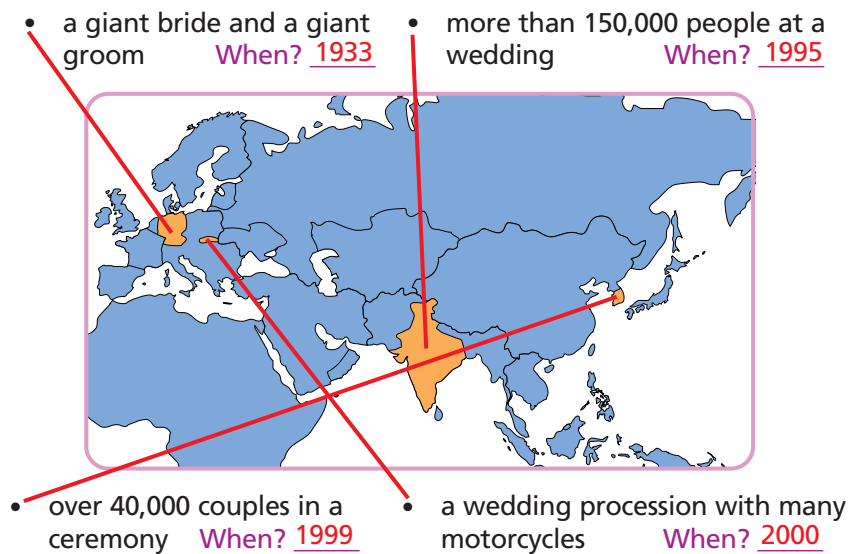 • a giant bride and a giant
groom When? 1933
• more than 150,000 people at a
wedding When? 1995
• over 40,000 couples in a
ceremony When? 1999
• a wedding procession with many
motorcycles When? 2000